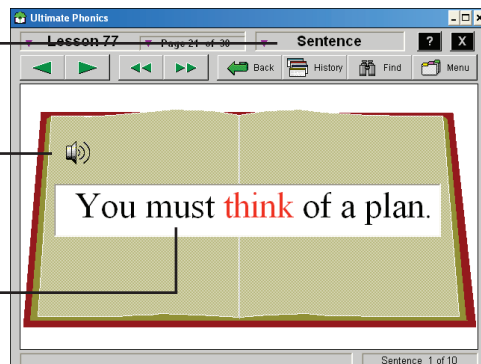 Ultimate Phonics
Lesson 77 Page 21 of 30 Sentence ? X
Back History Find Menu
You must think of a plan.
Sentence 1 of 10